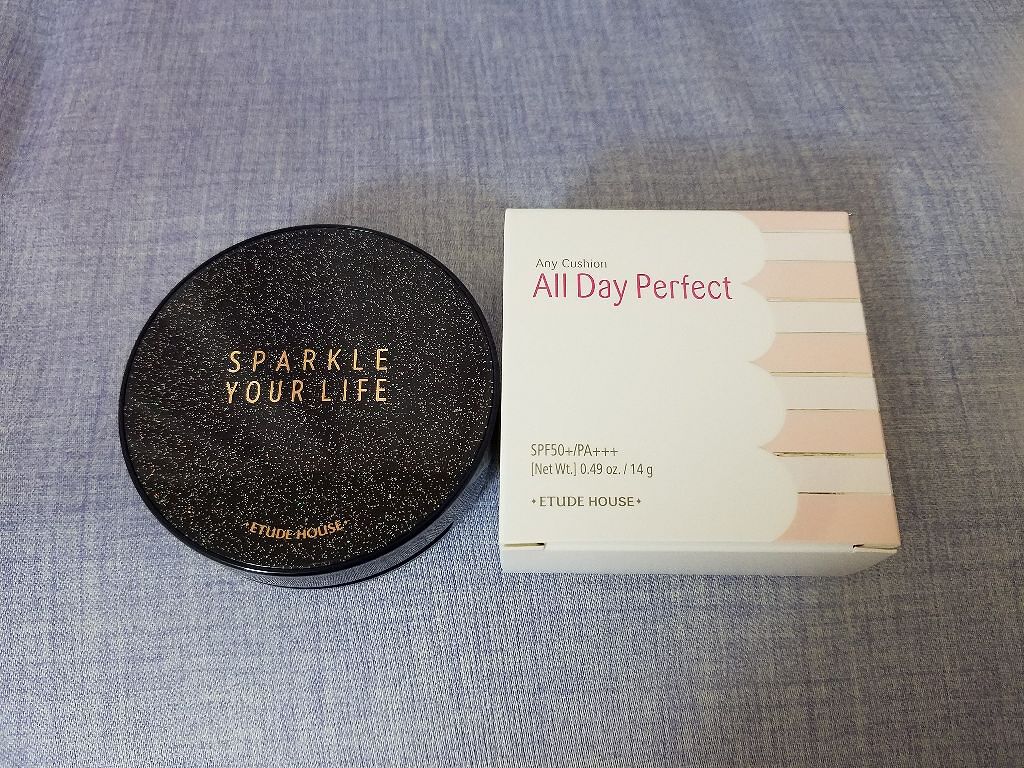 SPARKLE
YOUR LIFE
ETUDE HOUSE
Any Cushion
All Day Perfect
SPF50+/PA+++
[Net Wt.] 0.49 oz. / 14 g
ETUDE HOUSE